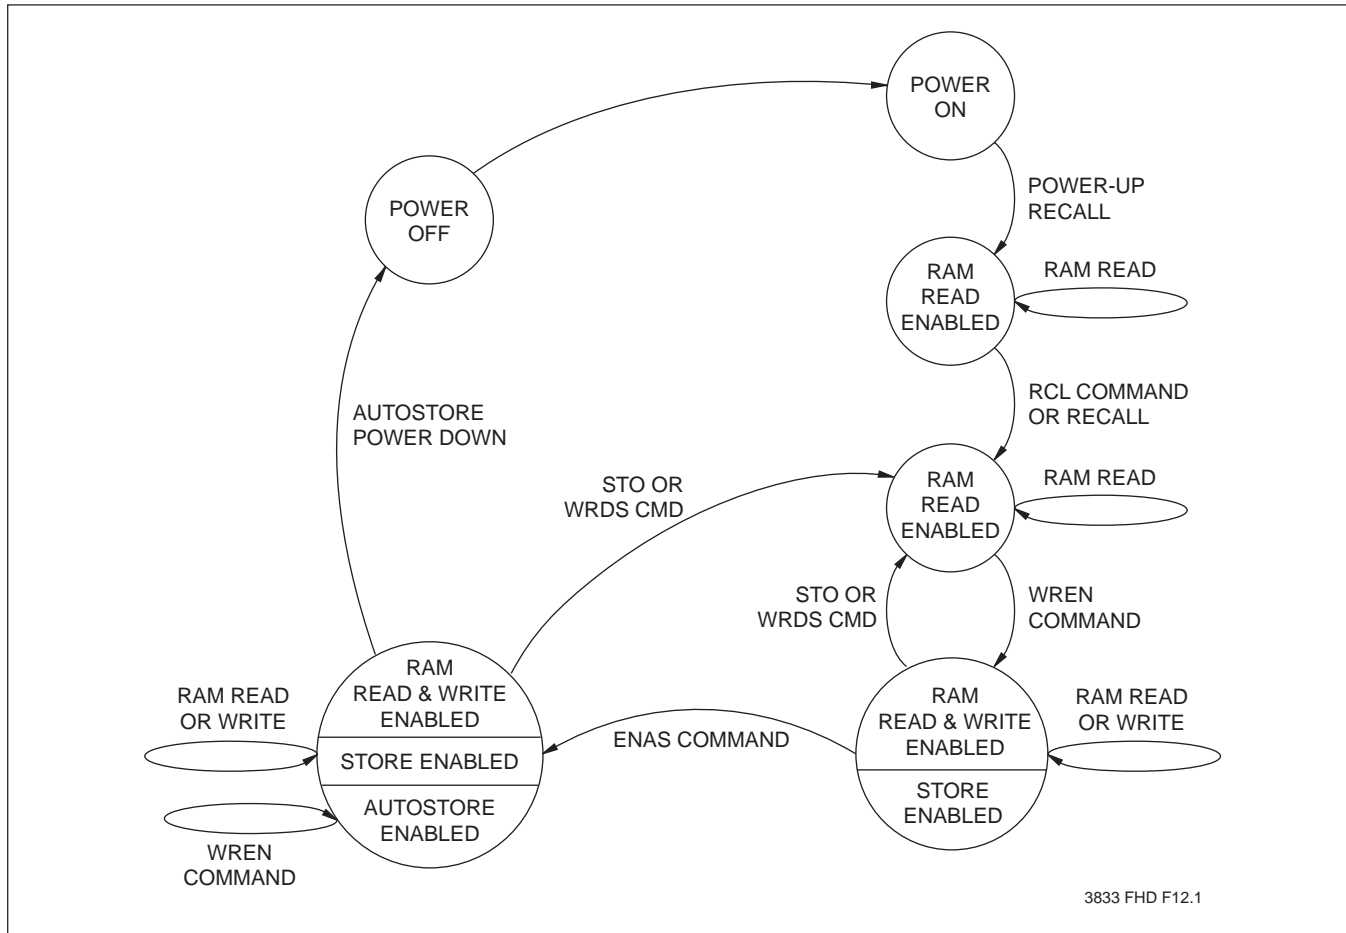 POWER
ON
POWER
OFF
POWER-UP
RECALL
RAM
READ
ENABLED
RAM READ
RCL COMMAND
OR RECALL
AUTOSTORE
POWER DOWN
STO OR
WRDS CMD
RAM
READ
ENABLED
RAM READ
STO OR
WRDS CMD
WREN
COMMAND
RAM READ
OR WRITE
RAM
READ & WRITE
ENABLED
STORE ENABLED
AUTOSTORE
ENABLED
WREN
COMMAND
ENAS COMMAND
RAM
READ & WRITE
ENABLED
STORE
ENABLED
RAM READ
OR WRITE
3833 FHD F12.1